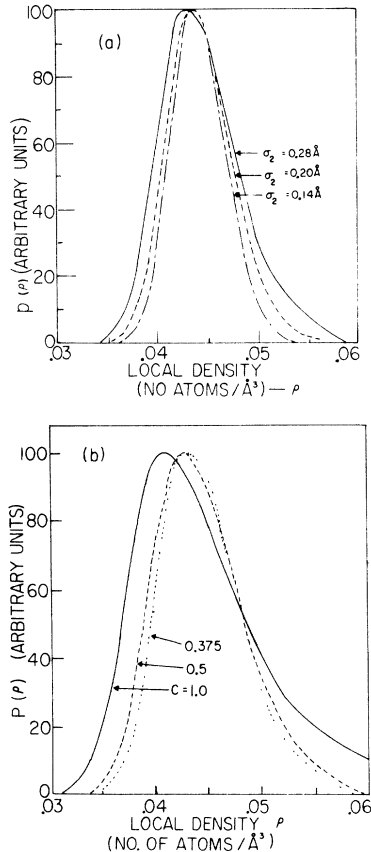 (a)
100
80
60
40
20
0
P(ρ) (ARBITRARY UNITS)
σ2 = 0.28Å
σ2 = 0.20Å
σ2 = 0.14Å
.03 .04 .05 .06
LOCAL DENSITY
(NO ATOMS/Å³) — ρ
(b)
100
80
60
40
20
0
P(ρ) (ARBITRARY UNITS)
0.375
0.5
C = 1.0
.03 .04 .05 .06
LOCAL DENSITY ρ
(NO. OF ATOMS/Å³)